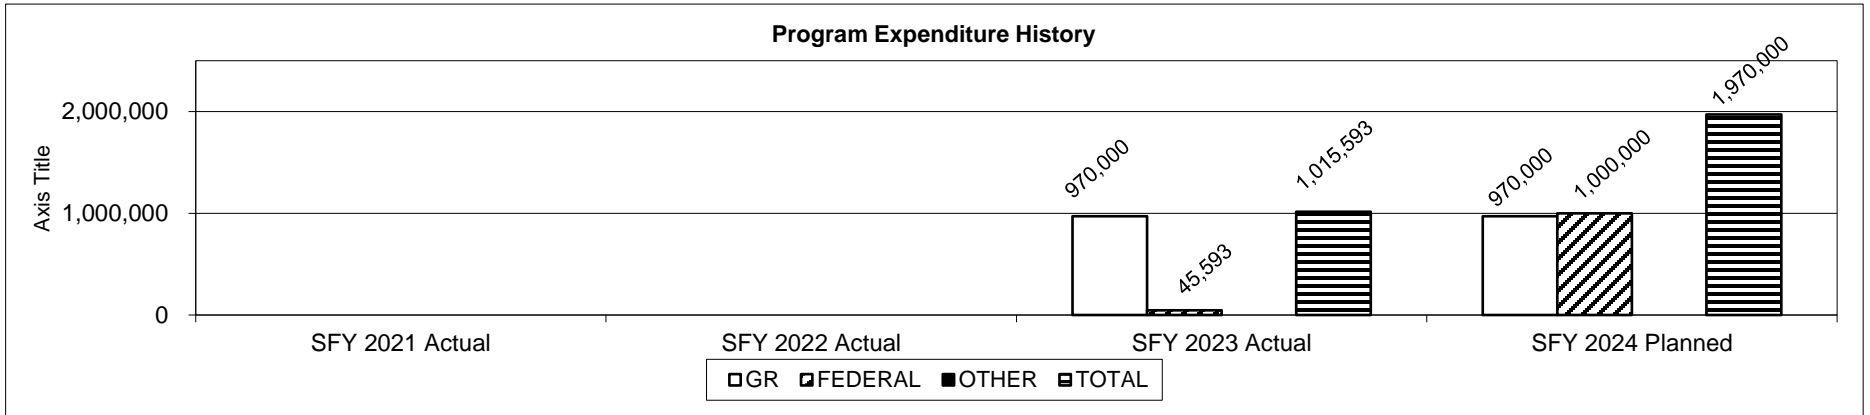 Program Expenditure History
Axis Title
2,000,000
1,000,000
0
970,000
45,593
1,015,593
970,000
1,000,000
1,970,000
SFY 2021 Actual
SFY 2022 Actual
SFY 2023 Actual
SFY 2024 Planned
GR FEDERAL OTHER TOTAL